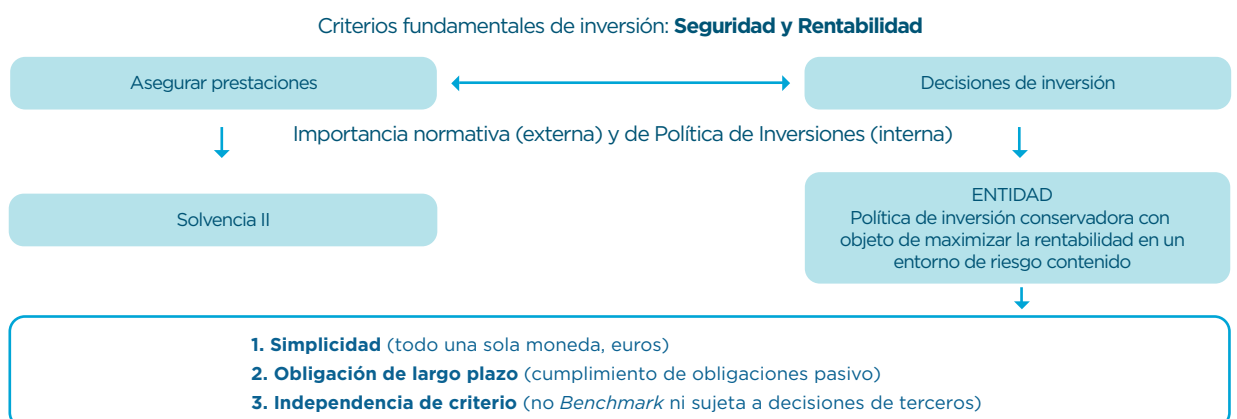 Criterios fundamentales de inversión: Seguridad y Rentabilidad
Asegurar prestaciones
Decisiones de inversión
Importancia normativa (externa) y de Política de Inversiones (interna)
Solvencia II
ENTIDAD
Política de inversión conservadora con
objeto de maximizar la rentabilidad en un
entorno de riesgo contenido
1. Simplicidad (todo una sola moneda, euros)
2. Obligación de largo plazo (cumplimiento de obligaciones pasivo)
3. Independencia de criterio (no Benchmark ni sujeta a decisiones de terceros)